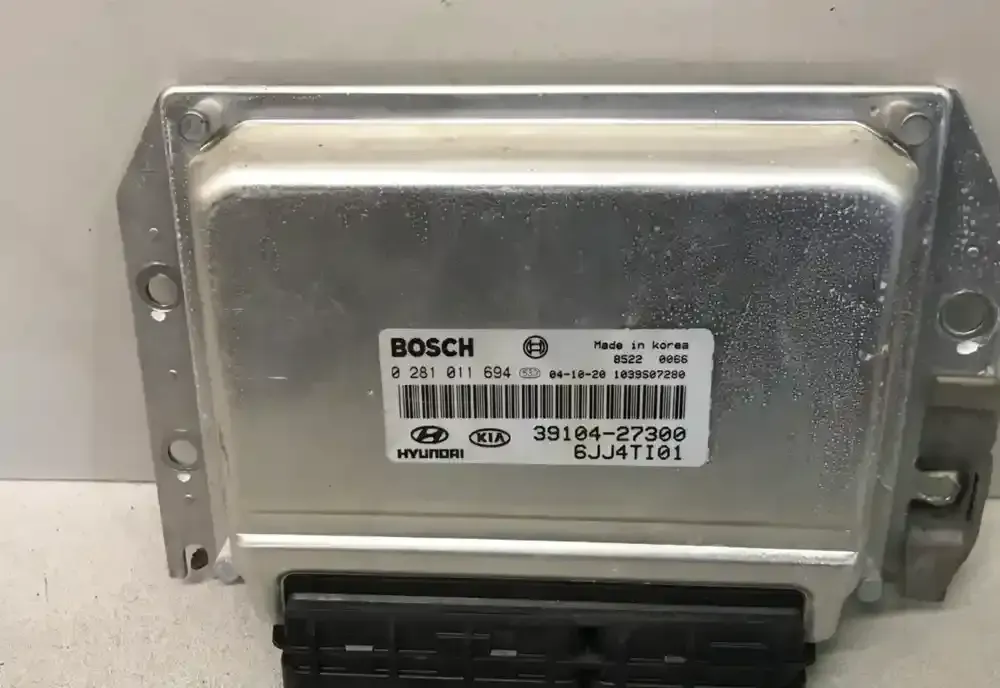 BOSCH
Made in Korea
8522 0066
0 281 011 694
04-10-20 1039S07280
HYUNDAI
KIA
39104-27300
6JJ4TI01